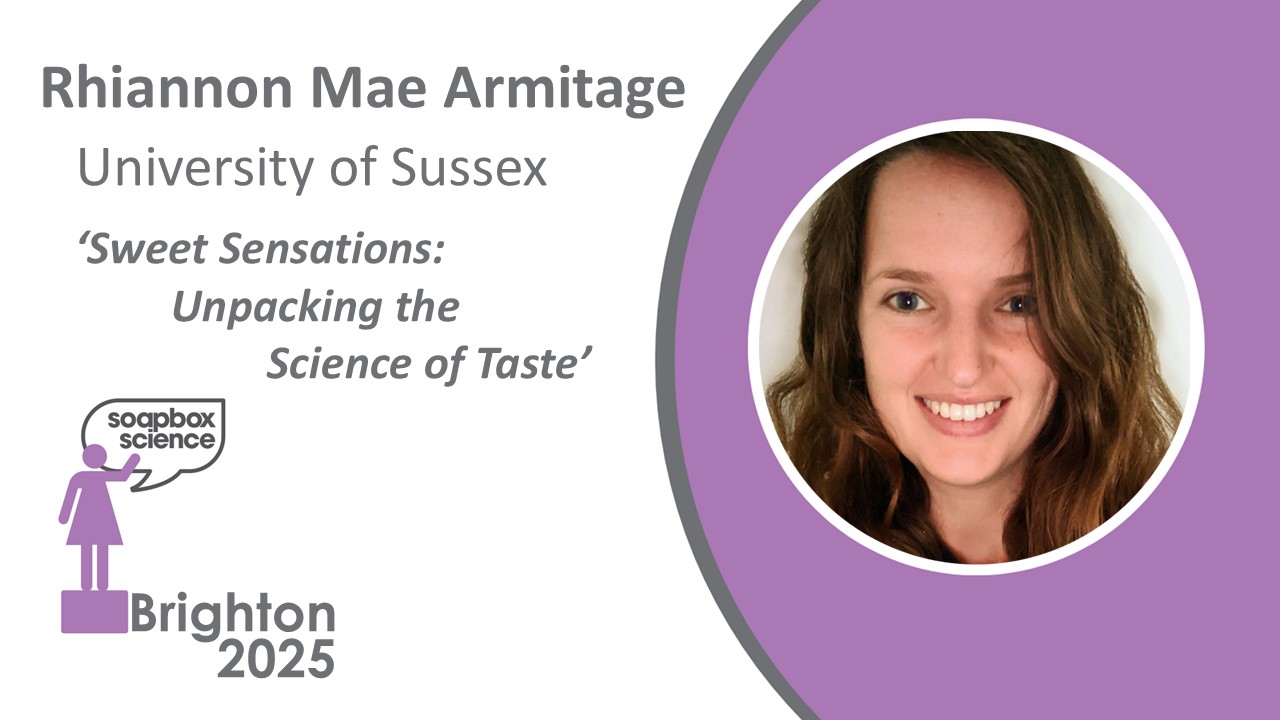 Rhiannon Mae Armitage
University of Sussex
‘Sweet Sensations:
Unpacking the
Science of Taste’
soapbox
science
Brighton
2025